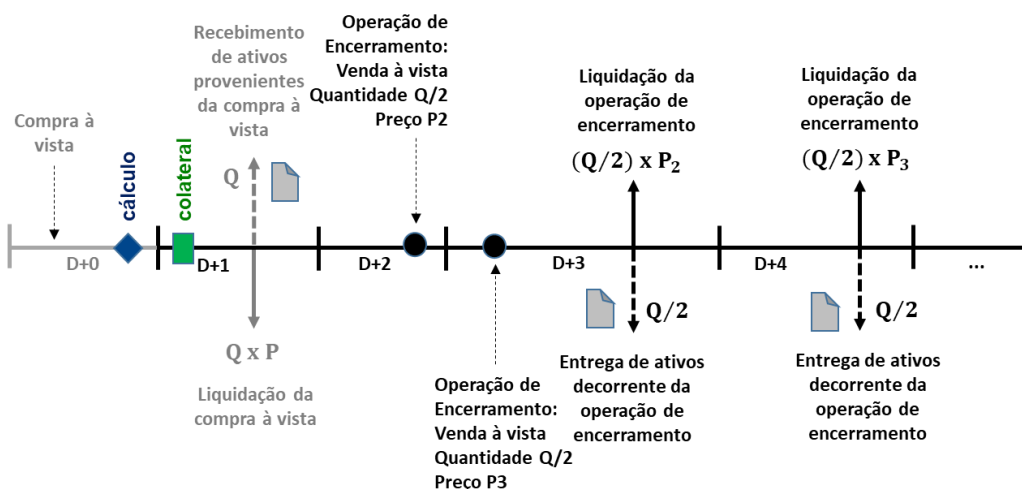 Compra à
vista
cálculo
colateral
Recebimento
de ativos
provenientes
da compra à
vista
Q
Operação de
Encerramento:
Venda à vista
Quantidade Q/2
Preço P2
Liquidação da
operação de
encerramento
(Q/2) x P₂
Liquidação da
operação de
encerramento
(Q/2) x P₃
D+0
D+1
D+2
D+3
D+4
...
Q x P
Liquidação da
compra à vista
Operação de
Encerramento:
Venda à vista
Quantidade Q/2
Preço P3
Q/2
Entrega de ativos
decorrente da
operação de
encerramento
Q/2
Entrega de ativos
decorrente da
operação de
encerramento